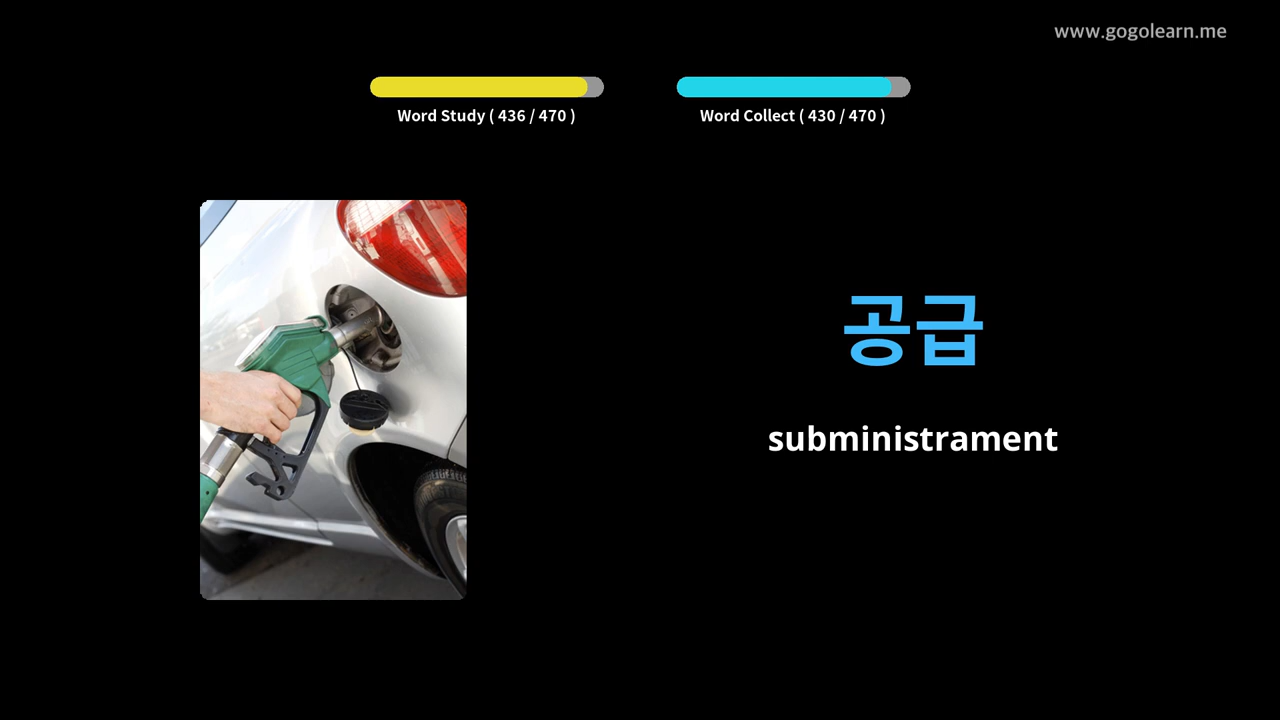 www.gogolearn.me
Word Study ( 436 / 470 )
Word Collect ( 430 / 470 )
공급
subministrament